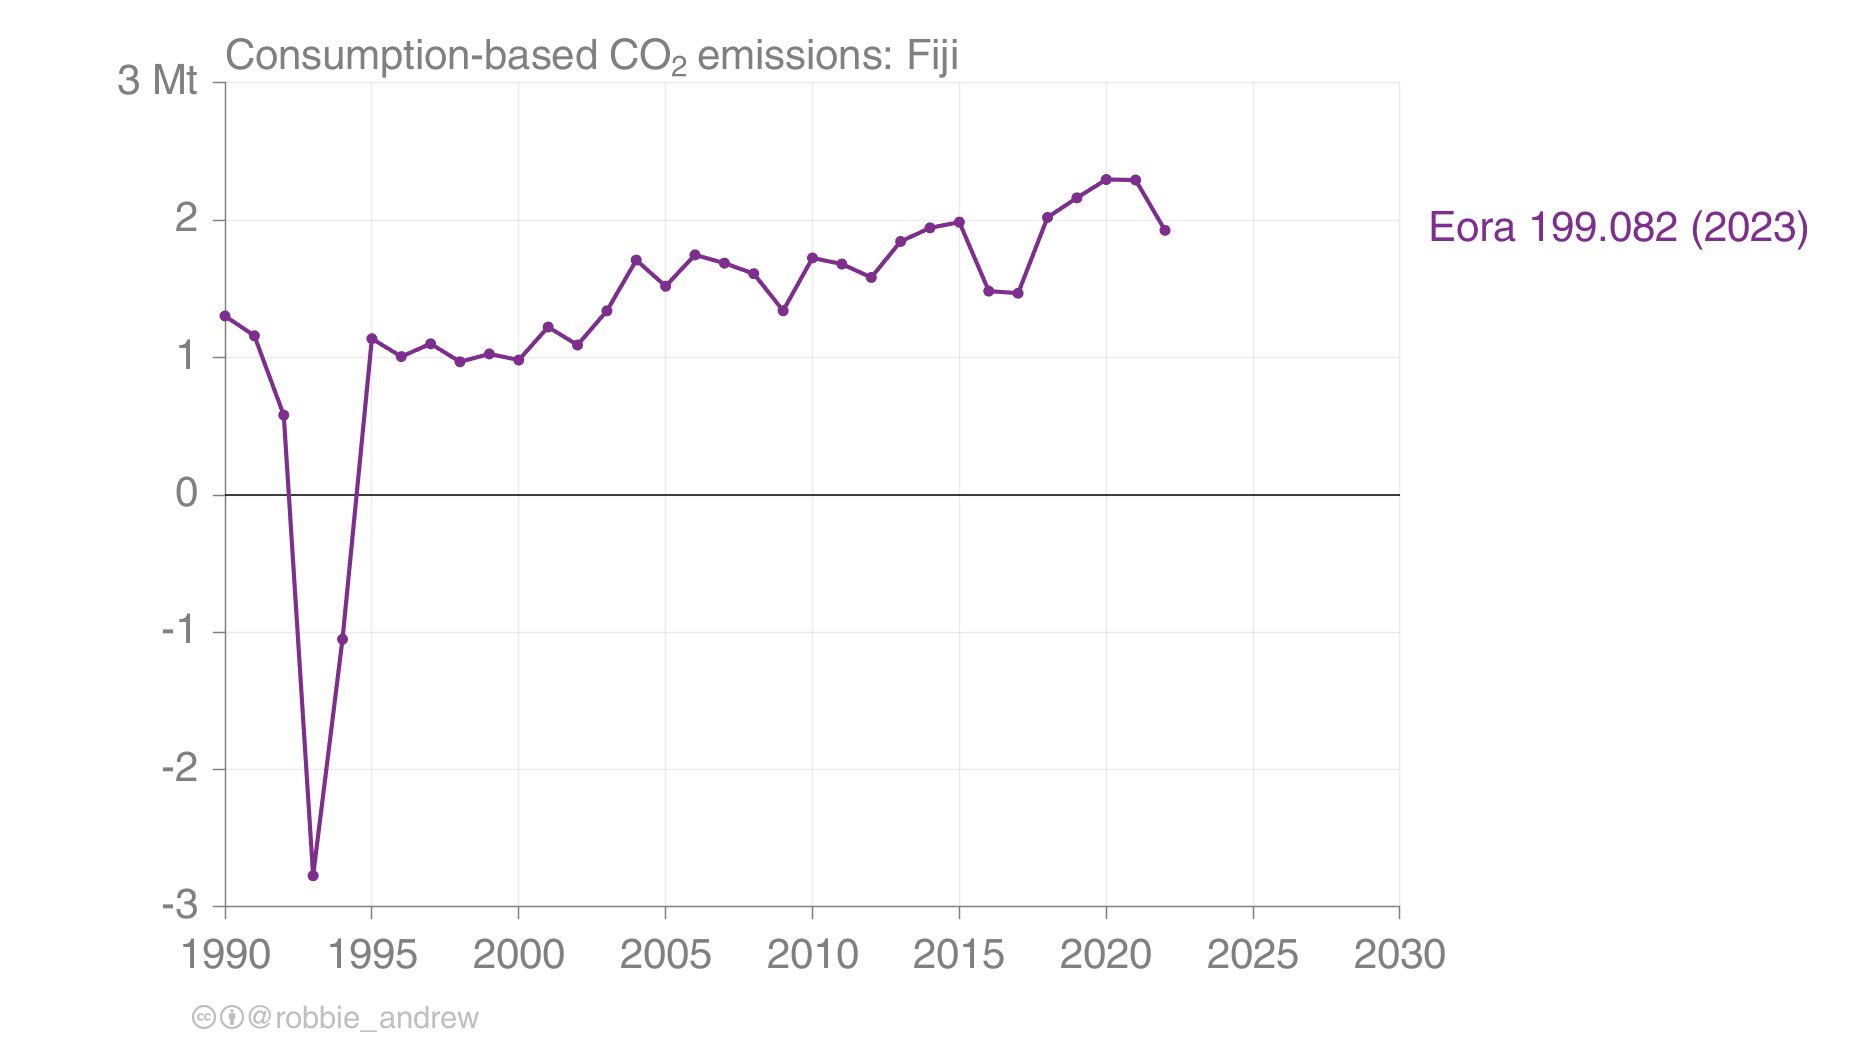 Consumption-based CO₂ emissions: Fiji
3 Mt
2
1
0
-1
-2
-3
1990 1995 2000 2005 2010 2015 2020 2025 2030
Eora 199.082 (2023)
cc @robbie_andrew